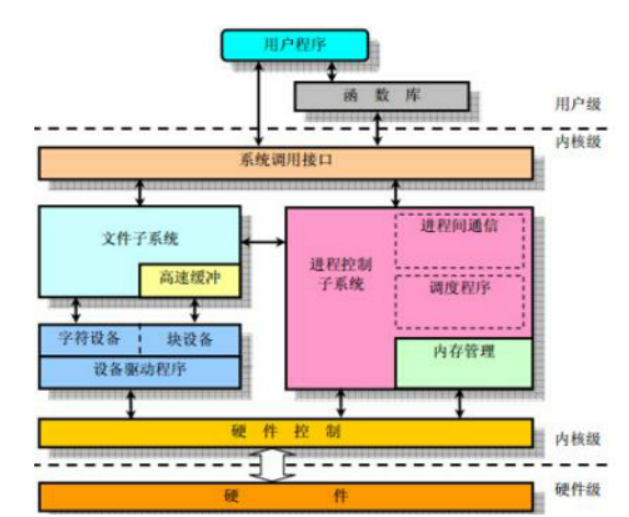 用户程序
函 数 库
用户级
内核级
系统调用接口
文件子系统
高速缓冲
进程控制
子系统
进程间通信
调度程序
内存管理
字符设备
块设备
设备驱动程序
硬 件 控 制
内核级
硬件级
硬 件